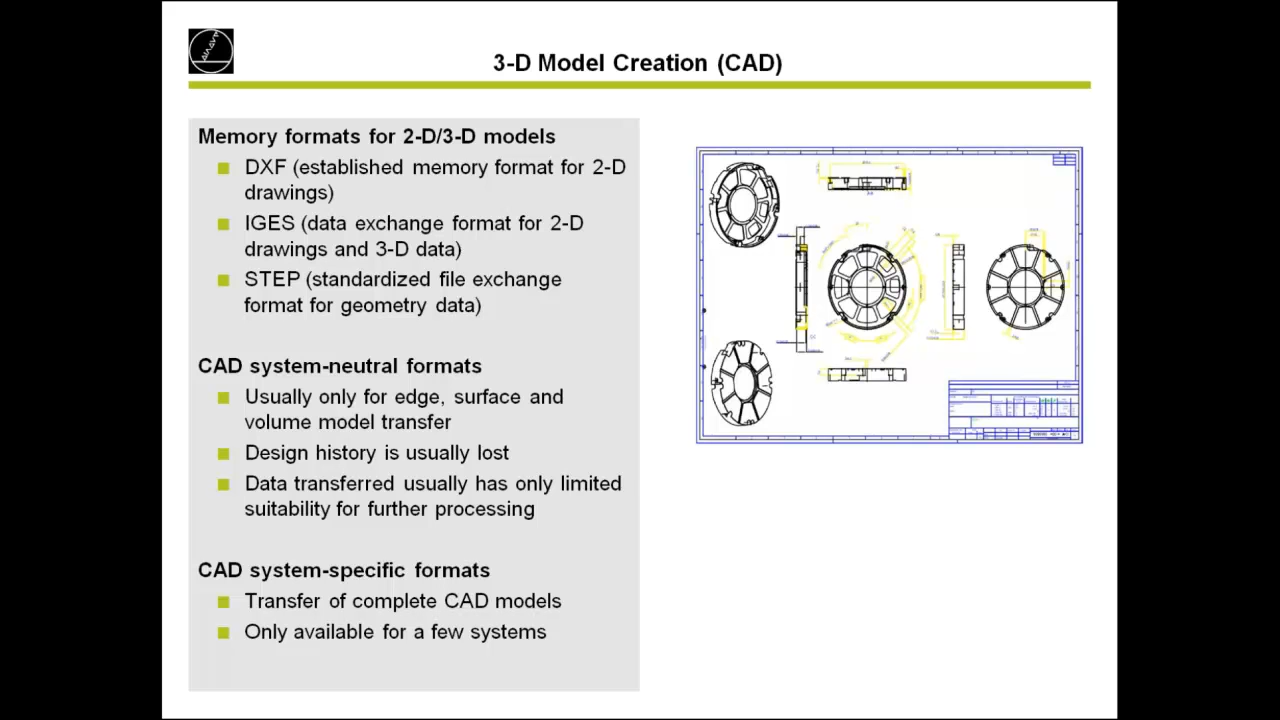 3-D Model Creation (CAD)
Memory formats for 2-D/3-D models
DXF (established memory format for 2-D
drawings)
IGES (data exchange format for 2-D
drawings and 3-D data)
STEP (standardized file exchange
format for geometry data)
CAD system-neutral formats
Usually only for edge, surface and
volume model transfer
Design history is usually lost
Data transferred usually has only limited
suitability for further processing
CAD system-specific formats
Transfer of complete CAD models
Only available for a few systems